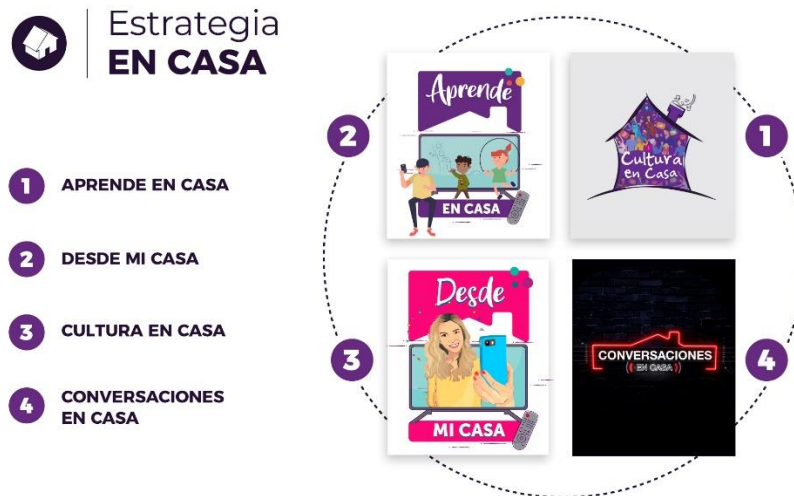 Estrategia
EN CASA
1 APRENDE EN CASA
2 DESDE MI CASA
3 CULTURA EN CASA
4 CONVERSACIONES
EN CASA
2
Aprende
EN CASA
1
Cultura
en Casa
3
Desde
MI CASA
4
CONVERSACIONES
(( EN CASA ))